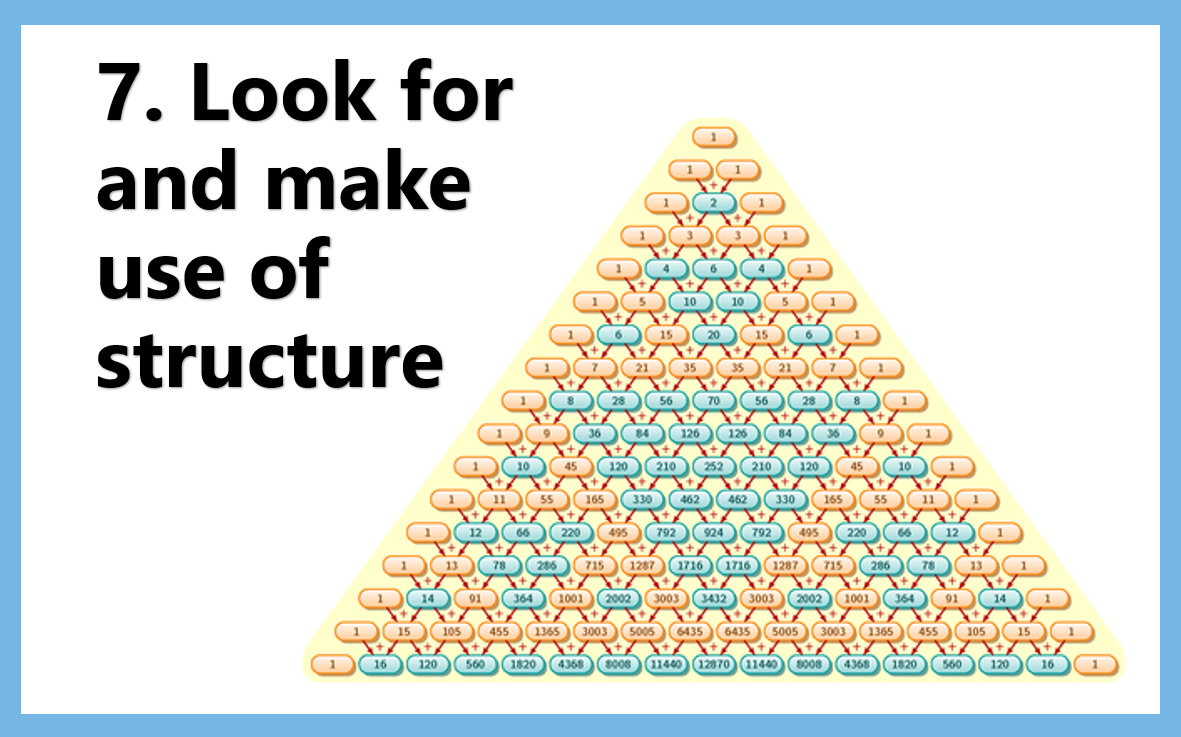 7. Look for
and make
use of
structure
1
1 1
+
1 2 1
+ +
1 3 3 1
+ + +
1 4 6 4 1
+ + + +
1 5 10 10 5 1
+ + + + +
1 6 15 20 15 6 1
+ + + + + +
1 7 21 35 35 21 7 1
+ + + + + + +
1 8 28 56 70 56 28 8 1
+ + + + + + + +
1 9 36 84 126 126 84 36 9 1
+ + + + + + + + +
1 10 45 120 210 252 210 120 45 10 1
+ + + + + + + + + +
1 11 55 165 330 462 462 330 165 55 11 1
+ + + + + + + + + + +
1 12 66 220 495 792 924 792 495 220 66 12 1
+ + + + + + + + + + + +
1 13 78 286 715 1287 1716 1716 1287 715 286 78 13 1
+ + + + + + + + + + + + +
1 14 91 364 1001 2002 3003 3432 3003 2002 1001 364 91 14 1
+ + + + + + + + + + + + + +
1 15 105 455 1365 3003 5005 6435 6435 5005 3003 1365 455 105 15 1
+ + + + + + + + + + + + + + +
1 16 120 560 1820 4368 8008 11440 12870 11440 8008 4368 1820 560 120 16 1